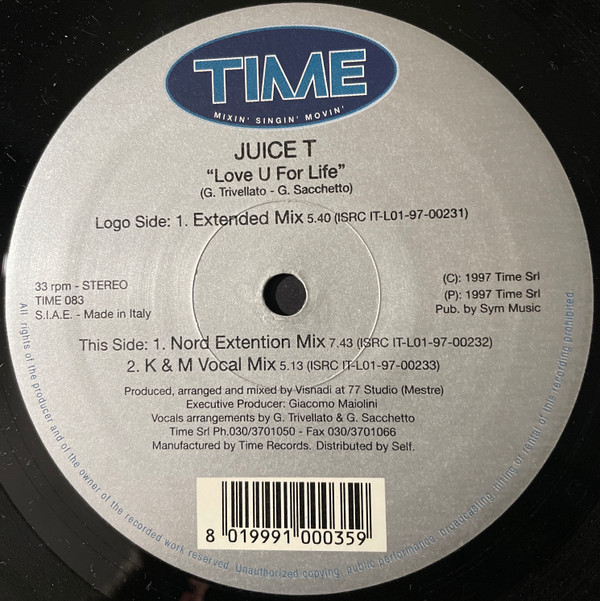 TIME
MIXIN' SINGIN' MOVIN'
JUICE T
"Love U For Life"
(G. Trivellato - G. Sacchetto)
Logo Side: 1. Extended Mix 5.40 (ISRC IT-L01-97-00231)
33 rpm - STEREO
TIME 083
S.I.A.E. - Made in Italy
(C): 1997 Time Srl
(P): 1997 Time Srl
Pub. by Sym Music
This Side: 1. Nord Extention Mix 7.43 (ISRC IT-L01-97-00232)
2. K & M Vocal Mix 5.13 (ISRC IT-L01-97-00233)
Produced, arranged and mixed by Visnadi at 77 Studio (Mestre)
Executive Producer: Giacomo Maiolini
Vocals arrangements by G. Trivellato & G. Sacchetto
Time Srl Ph.030/3701050 - Fax 030/3701066
Manufactured by Time Records. Distributed by Self.
8 019991 000359
All rights of the producer and of the owner of the recorded work reserved. Unauthorized copying, public performance, broadcasting, hiring or rental of this recording prohibited